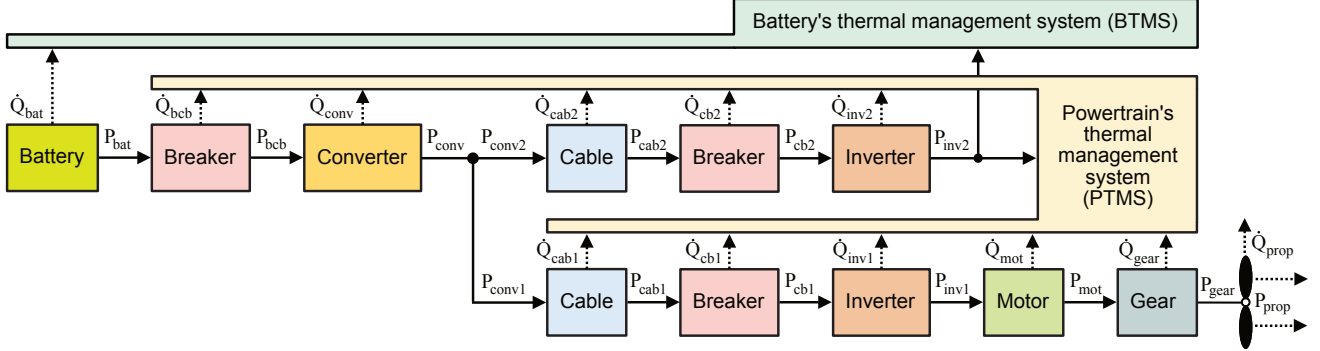 Battery's thermal management system (BTMS)
Q̇bat
Q̇bcb
Q̇conv
Q̇cab2
Q̇cb2
Q̇inv2
Powertrain's
thermal
management
system
(PTMS)
Battery
Pbat
Breaker
Pbcb
Converter
Pconv
Pconv2
Cable
Pcab2
Breaker
Pcb2
Inverter
Pinv2
Q̇cab1
Q̇cb1
Q̇inv1
Q̇mot
Q̇gear
Q̇prop
Pconv1
Cable
Pcab1
Breaker
Pcb1
Inverter
Pinv1
Motor
Pmot
Gear
Pgear
Pprop